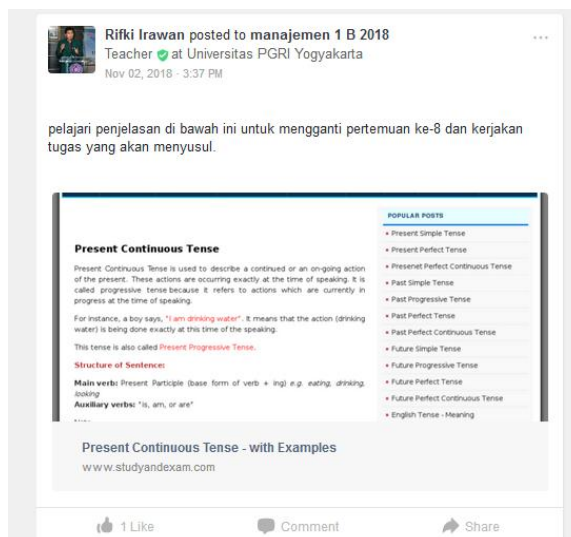 Rifki Irawan posted to manajemen 1 B 2018
Teacher at Universitas PGRI Yogyakarta
Nov 02, 2018 · 3:37 PM
pelajari penjelasan di bawah ini untuk mengganti pertemuan ke-8 dan kerjakan
tugas yang akan menyusul.
Present Continuous Tense
Present Continuous Tense is used to describe a continued or an on-going action
of the present. These actions are occurring exactly at the time of speaking. It is
called progressive tense because it refers to actions which are currently in
progress at the time of speaking.
For instance, a boy says, "I am drinking water". It means that the action (drinking
water) is being done exactly at this time of the speaking.
This tense is also called Present Progressive Tense.
Structure of Sentence:
Main verb: Present Participle (base form of verb + ing) e.g. eating, drinking,
looking
Auxiliary verbs: "is, am, or are"
POPULAR POSTS
• Present Simple Tense
• Present Perfect Tense
• Presenet Perfect Continuous Tense
• Past Simple Tense
• Past Progressive Tense
• Past Perfect Tense
• Past Perfect Continuous Tense
• Future Simple Tense
• Future Progressive Tense
• Future Perfect Tense
• Future Perfect Continuous Tense
• English Tense - Meaning
Present Continuous Tense - with Examples
www.studyandexam.com
1 Like Comment Share